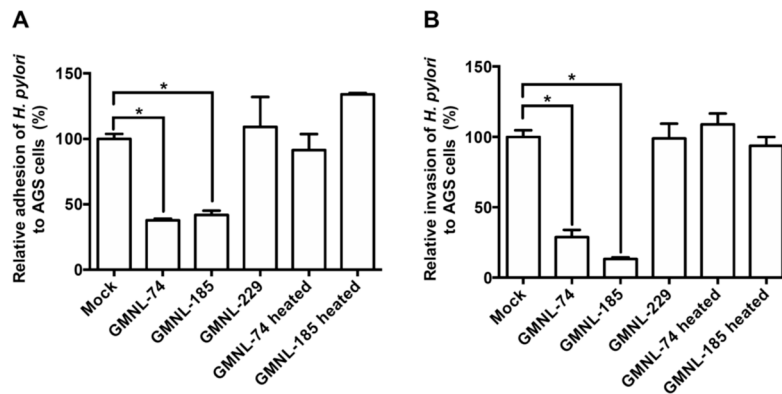 A
Relative adhesion of H. pylori
to AGS cells (%)
150
100
50
0
*
*
Mock
GMNL-74
GMNL-185
GMNL-229
GMNL-74 heated
GMNL-185 heated
B
Relative invasion of H. pylori
to AGS cells (%)
150
100
50
0
*
*
Mock
GMNL-74
GMNL-185
GMNL-229
GMNL-74 heated
GMNL-185 heated